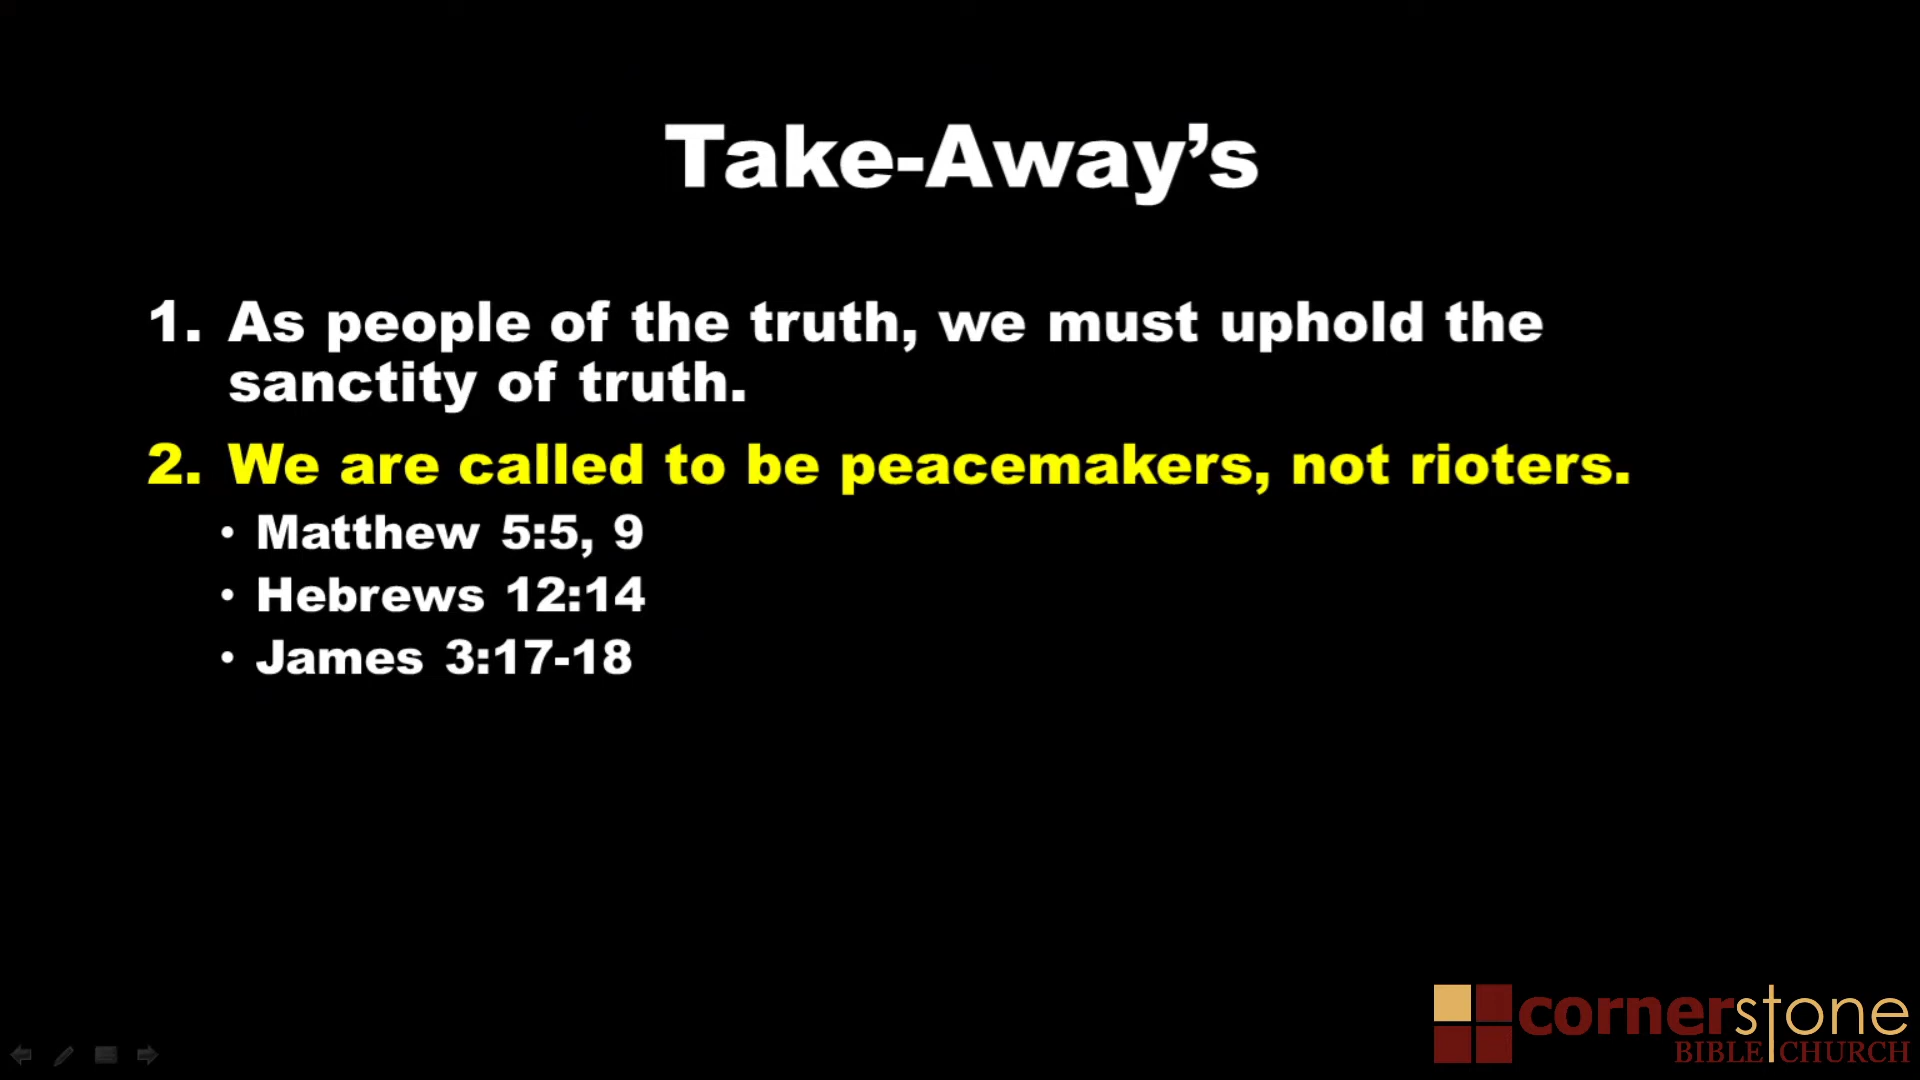 Take-Away’s
1. As people of the truth, we must uphold the
sanctity of truth.
2. We are called to be peacemakers, not rioters.
• Matthew 5:5, 9
• Hebrews 12:14
• James 3:17-18
cornerstone
BIBLE CHURCH